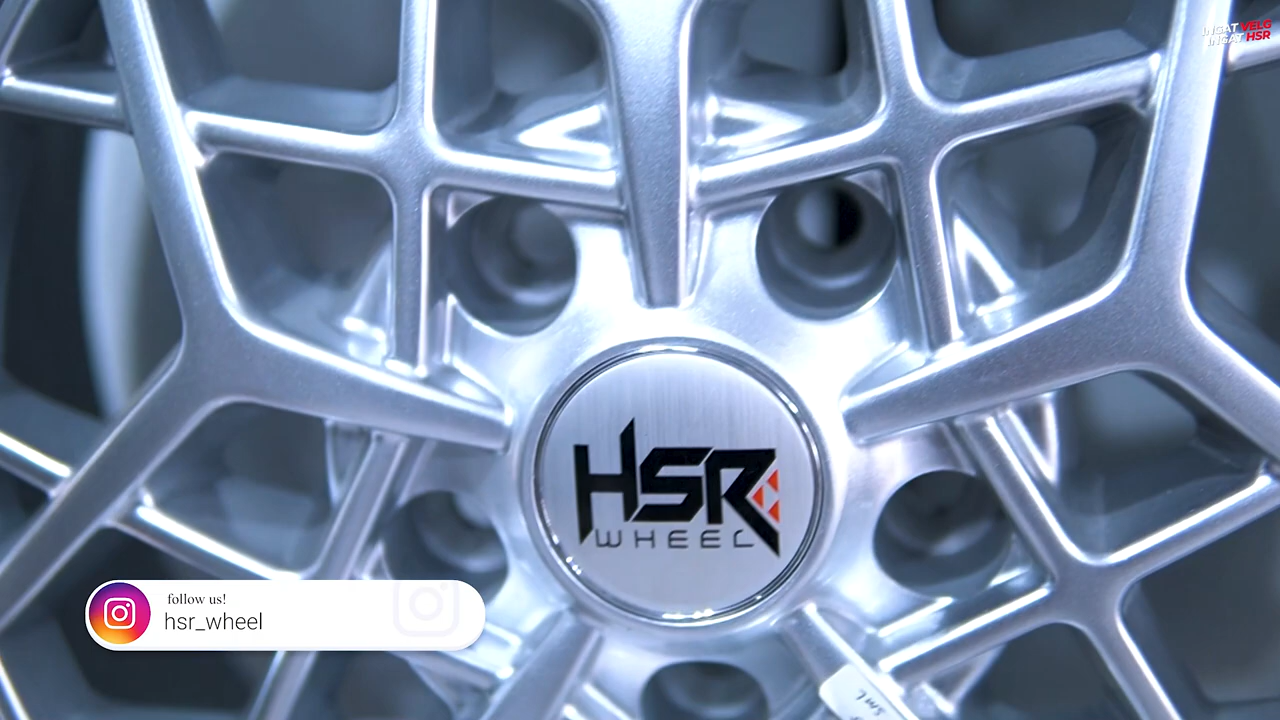 INGAT VELG
INGAT HSR
HSR
WHEEL
follow us!
hsr_wheel